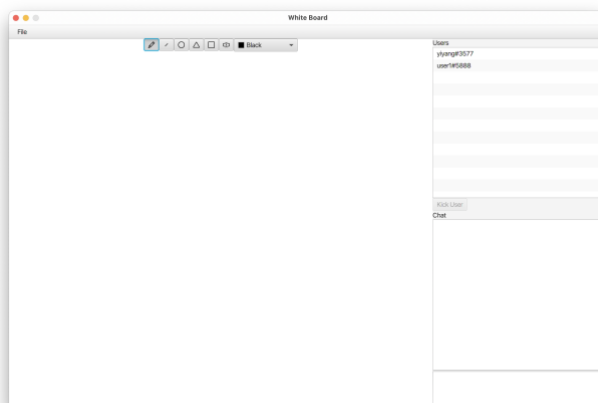 White Board
File
Black
Users
yiyang#3577
user1#5888
Kick User
Chat